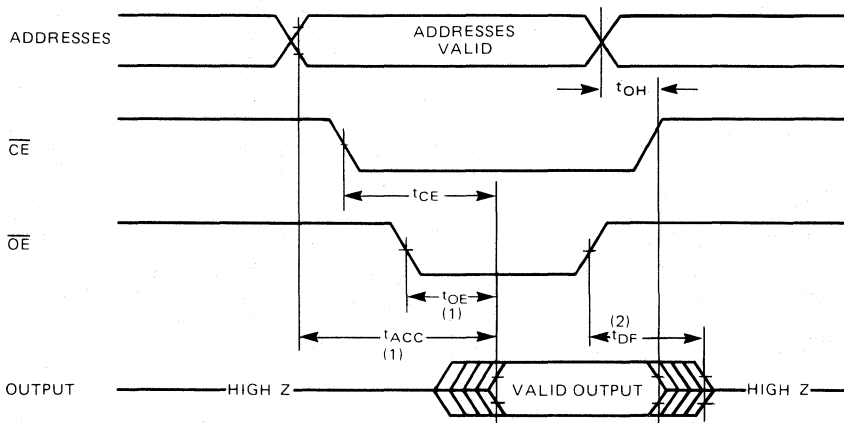 ADDRESSES
ADDRESSES
VALID
tOH
CE
tCE
OE
tOE
(1)
(2)
tDF
tACC
(1)
OUTPUT
HIGH Z
VALID OUTPUT
HIGH Z